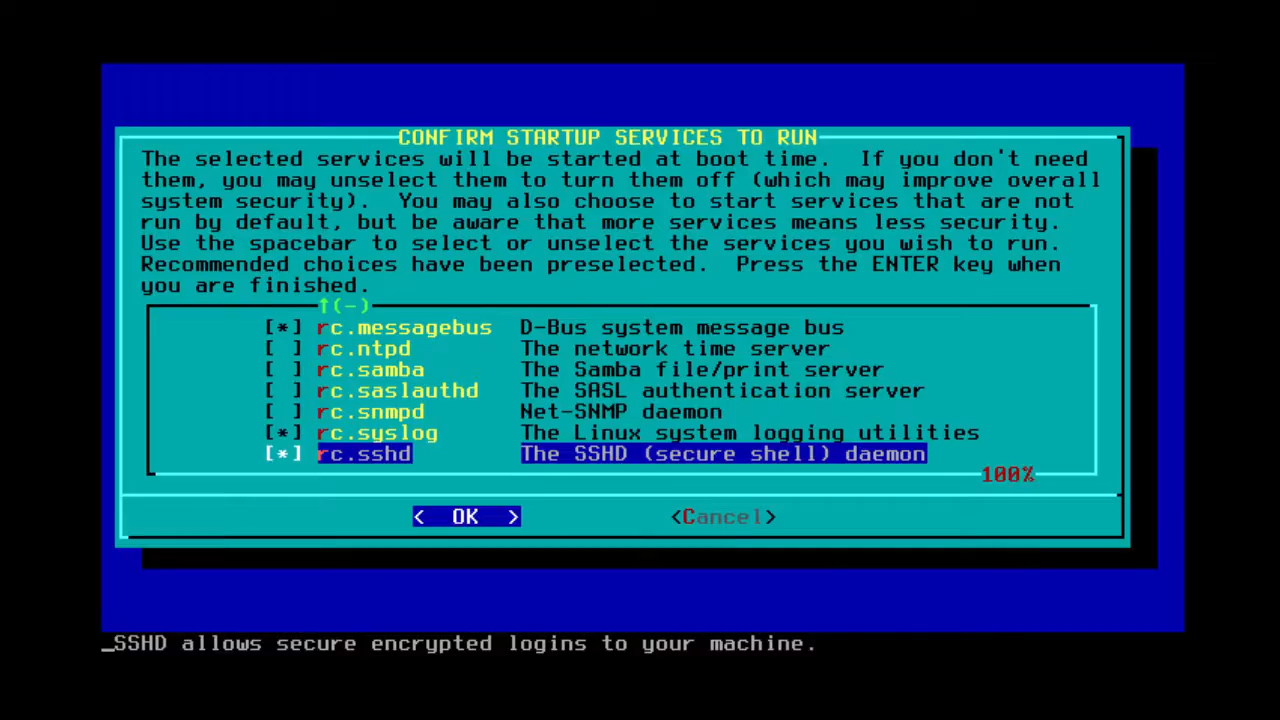 CONFIRM STARTUP SERVICES TO RUN
The selected services will be started at boot time.  If you don't need
them, you may unselect them to turn them off (which may improve overall
system security).  You may also choose to start services that are not
run by default, but be aware that more services means less security.
Use the spacebar to select or unselect the services you wish to run.
Recommended choices have been preselected.  Press the ENTER key when
you are finished.
↑(-)
[*] rc.messagebus  D-Bus system message bus
[ ] rc.ntpd        The network time server
[ ] rc.samba       The Samba file/print server
[ ] rc.saslauthd   The SASL authentication server
[ ] rc.snmpd       Net-SNMP daemon
[*] rc.syslog      The Linux system logging utilities
[*] rc.sshd        The SSHD (secure shell) daemon
100%
<  OK  > <Cancel>
_SSHD allows secure encrypted logins to your machine.